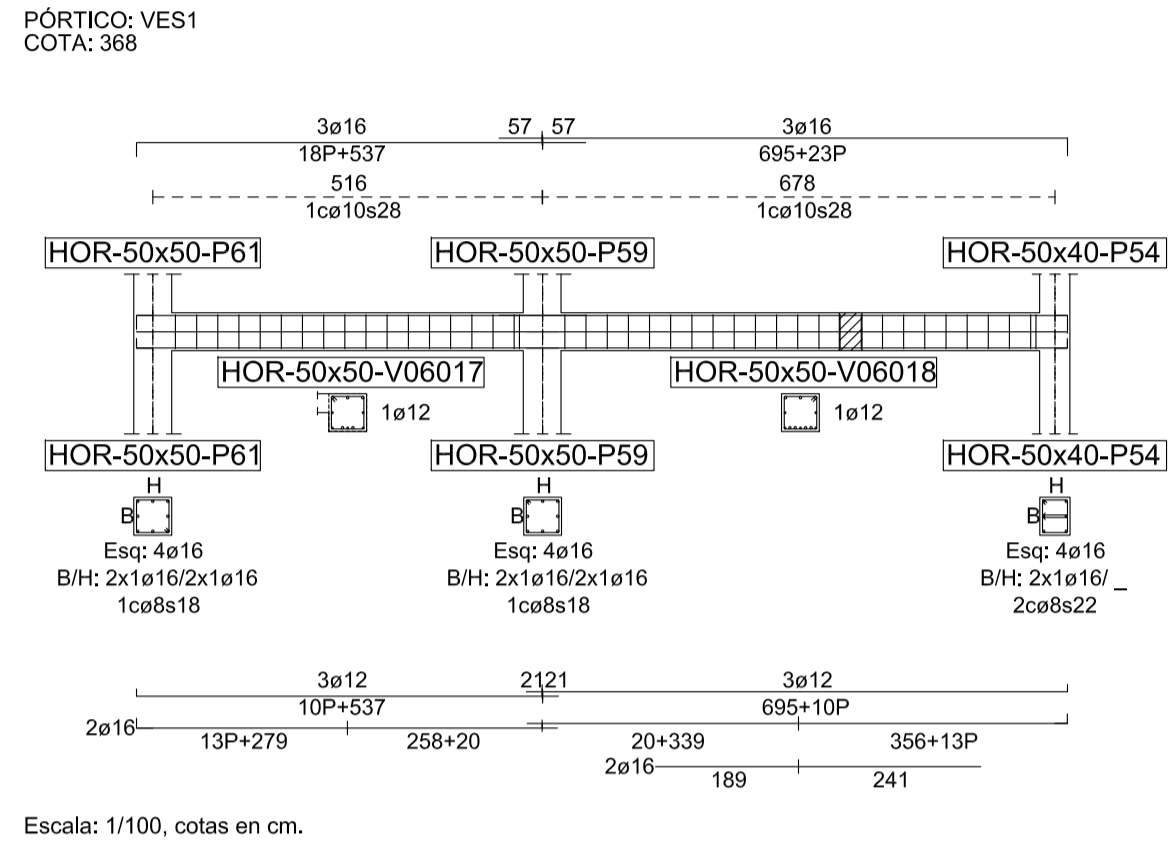 PÓRTICO: VES1
COTA: 368
3ø16 57 57 3ø16
18P+537 695+23P
516 678
1cø10s28 1cø10s28
HOR-50x50-P61 HOR-50x50-P59 HOR-50x40-P54
HOR-50x50-V06017 HOR-50x50-V06018
1ø12 1ø12
HOR-50x50-P61 HOR-50x50-P59 HOR-50x40-P54
H H H
B B B
Esq: 4ø16 Esq: 4ø16 Esq: 4ø16
B/H: 2x1ø16/2x1ø16 B/H: 2x1ø16/2x1ø16 B/H: 2x1ø16/ _
1cø8s18 1cø8s18 2cø8s22
3ø12 2121 3ø12
10P+537 695+10P
2ø16
13P+279 258+20 20+339 356+13P
2ø16
189 241
Escala: 1/100, cotas en cm.